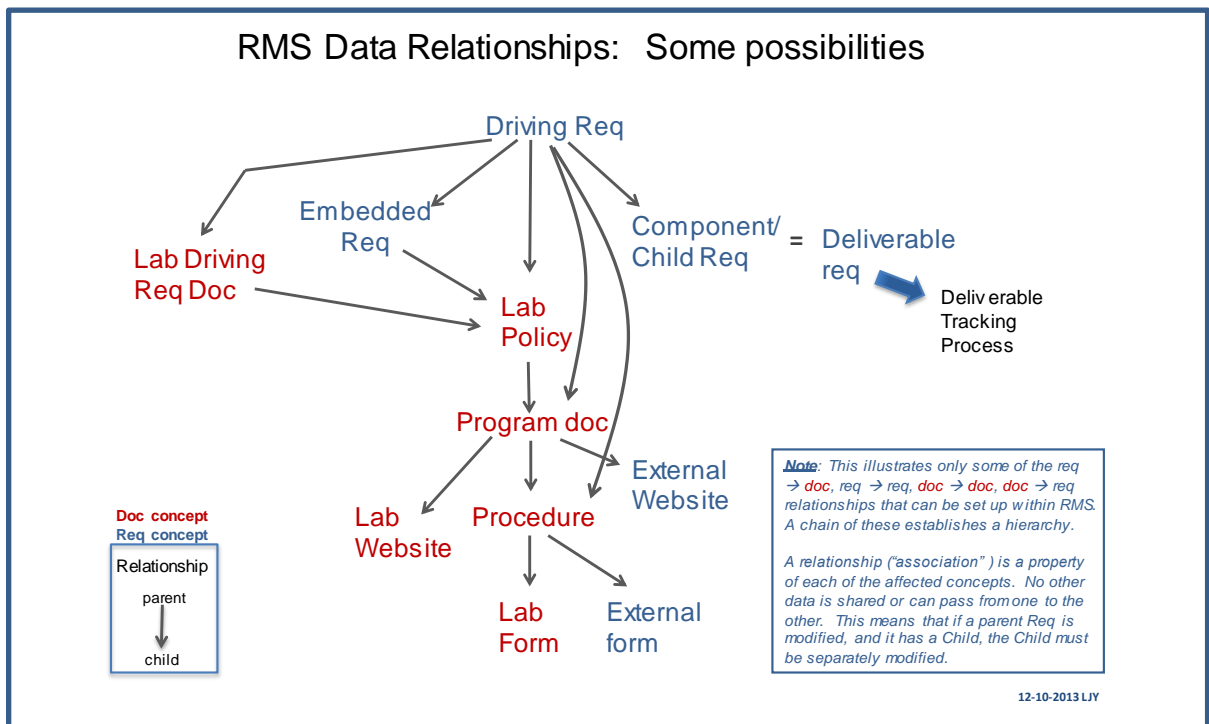 RMS Data Relationships: Some possibilities
Driving Req
Embedded
Req
Component/
Child Req
=
Deliverable
req
Lab Driving
Req Doc
Deliverable
Tracking
Process
Lab
Policy
Program doc
External
Website
Lab
Website
Procedure
Lab
Form
External
form
Doc concept
Req concept
Relationship
parent
child
Note: This illustrates only some of the req
→ doc, req → req, doc → doc, doc → req
relationships that can be set up within RMS.
A chain of these establishes a hierarchy.
A relationship (“association” ) is a property
of each of the affected concepts. No other
data is shared or can pass from one to the
other. This means that if a parent Req is
modified, and it has a Child, the Child must
be separately modified.
12-10-2013 LJY